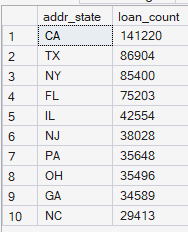 addr_state loan_count
1 CA 141220
2 TX 86904
3 NY 85400
4 FL 75203
5 IL 42554
6 NJ 38028
7 PA 35648
8 OH 35496
9 GA 34589
10 NC 29413